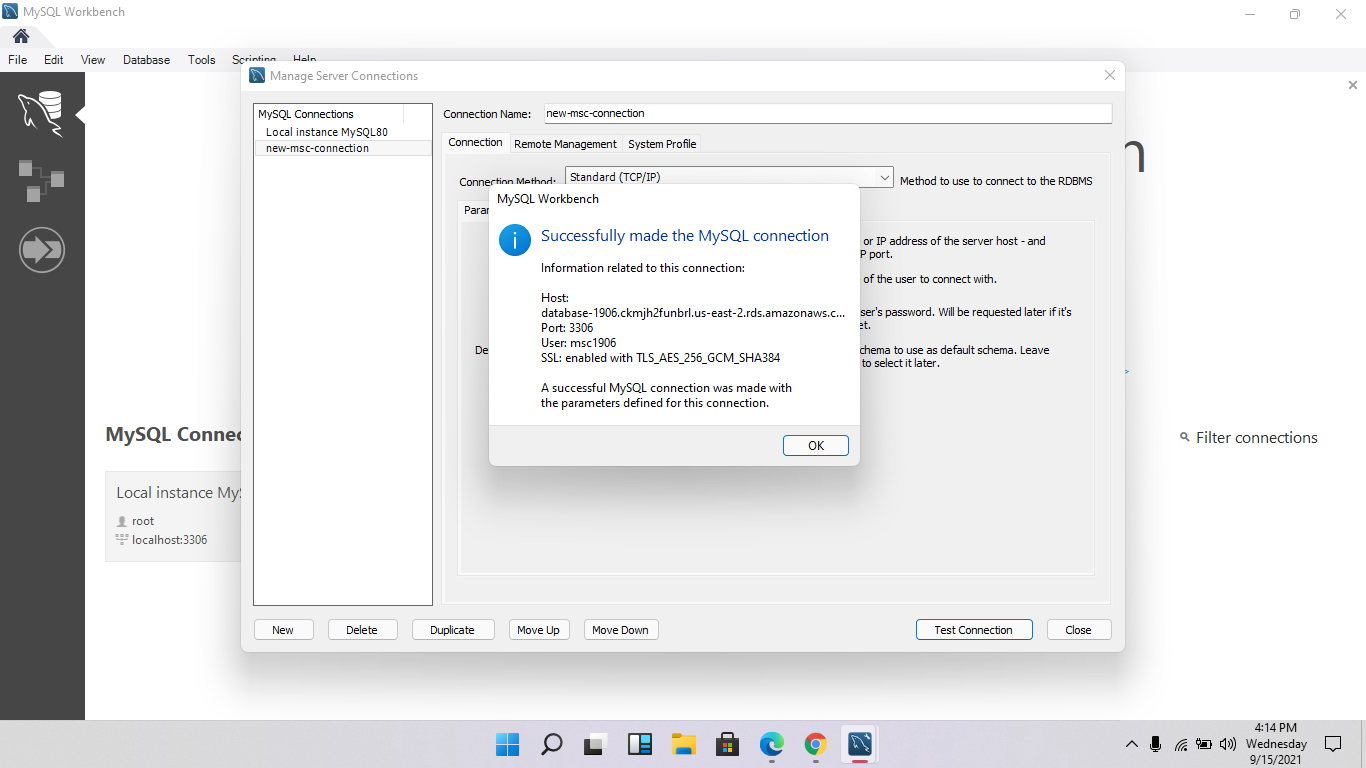 MySQL Workbench
File Edit View Database Tools Scripting Help
Manage Server Connections
MySQL Connections
Local instance MySQL80
new-msc-connection
Connection Name: new-msc-connection
Connection Remote Management System Profile
Connection Method: Standard (TCP/IP) Method to use to connect to the RDBMS
Param
MySQL Workbench
Successfully made the MySQL connection
Information related to this connection:
Host:
database-1906.ckmjh2funbrl.us-east-2.rds.amazonaws.c...
Port: 3306
User: msc1906
SSL: enabled with TLS_AES_256_GCM_SHA384
A successful MySQL connection was made with
the parameters defined for this connection.
OK
or IP address of the server host - and
P port.
of the user to connect with.
ser's password. Will be requested later if it's
et.
De
chema to use as default schema. Leave
to select it later.
n
>
MySQL Connec
Filter connections
Local instance MyS
root
localhost:3306
New Delete Duplicate Move Up Move Down Test Connection Close
4:14 PM
Wednesday
9/15/2021